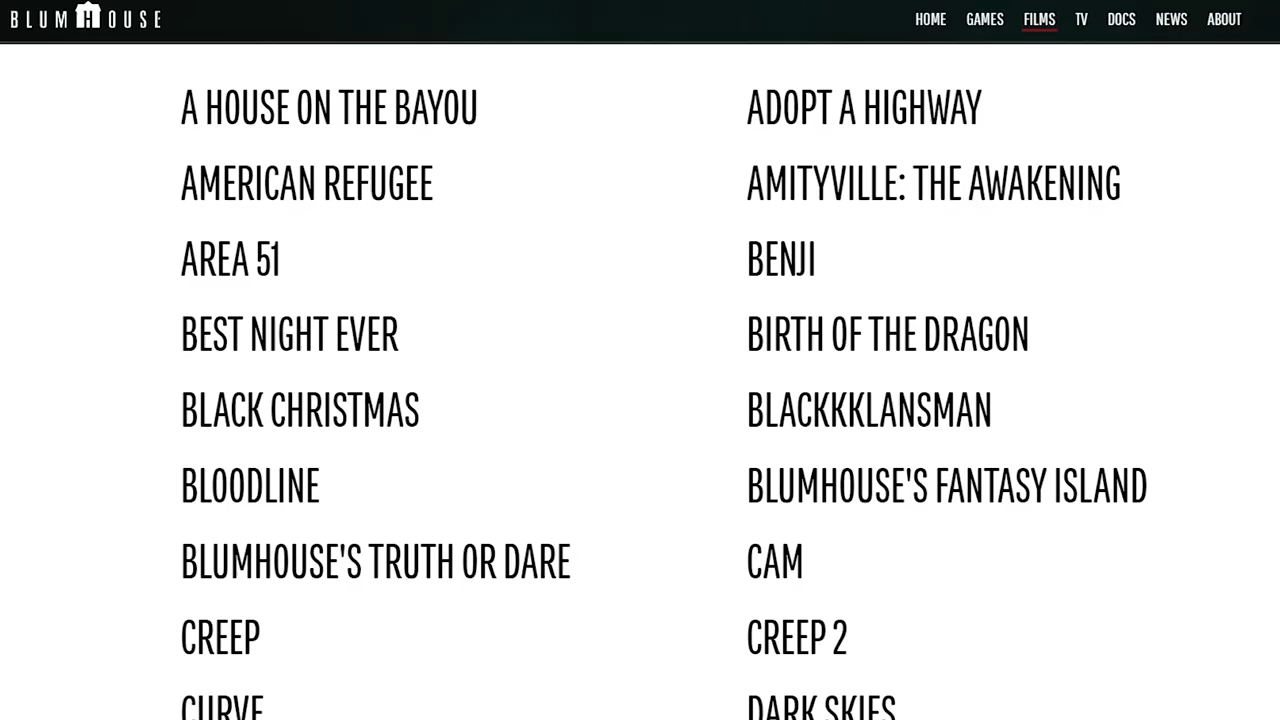 BLUMHOUSE
HOME GAMES FILMS TV DOCS NEWS ABOUT
A HOUSE ON THE BAYOU
ADOPT A HIGHWAY
AMERICAN REFUGEE
AMITYVILLE: THE AWAKENING
AREA 51
BENJI
BEST NIGHT EVER
BIRTH OF THE DRAGON
BLACK CHRISTMAS
BLACKKKLANSMAN
BLOODLINE
BLUMHOUSE'S FANTASY ISLAND
BLUMHOUSE'S TRUTH OR DARE
CAM
CREEP
CREEP 2
CURVE
DARK SKIES